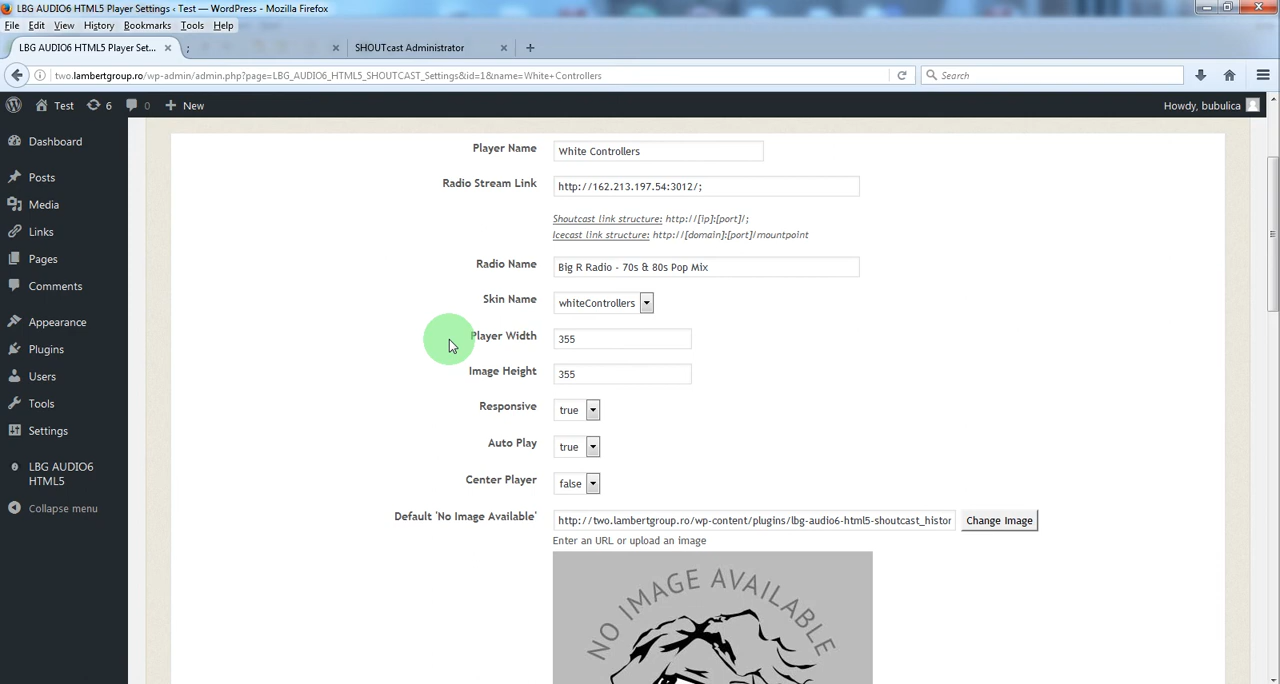 LBG AUDIO6 HTML5 Player Settings ‹ Test — WordPress - Mozilla Firefox
File Edit View History Bookmarks Tools Help
LBG AUDIO6 HTML5 Player Set... × ; × SHOUTcast Administrator × +
two.lambertgroup.ro/wp-admin/admin.php?page=LBG_AUDIO6_HTML5_SHOUTCAST_Settings&id=1&name=White+Controllers Search
Test 6 0 + New Howdy, bubulica
Dashboard
Posts
Media
Links
Pages
Comments
Appearance
Plugins
Users
Tools
Settings
LBG AUDIO6
HTML5
Collapse menu
Player Name White Controllers
Radio Stream Link http://162.213.197.54:3012/;
Shoutcast link structure: http://[ip]:[port]/;
Icecast link structure: http://[domain]:[port]/mountpoint
Radio Name Big R Radio - 70s & 80s Pop Mix
Skin Name whiteControllers
Player Width 355
Image Height 355
Responsive true
Auto Play true
Center Player false
Default 'No Image Available' http://two.lambertgroup.ro/wp-content/plugins/lbg-audio6-html5-shoutcast_histor Change Image
Enter an URL or upload an image
NO IMAGE AVAILABLE